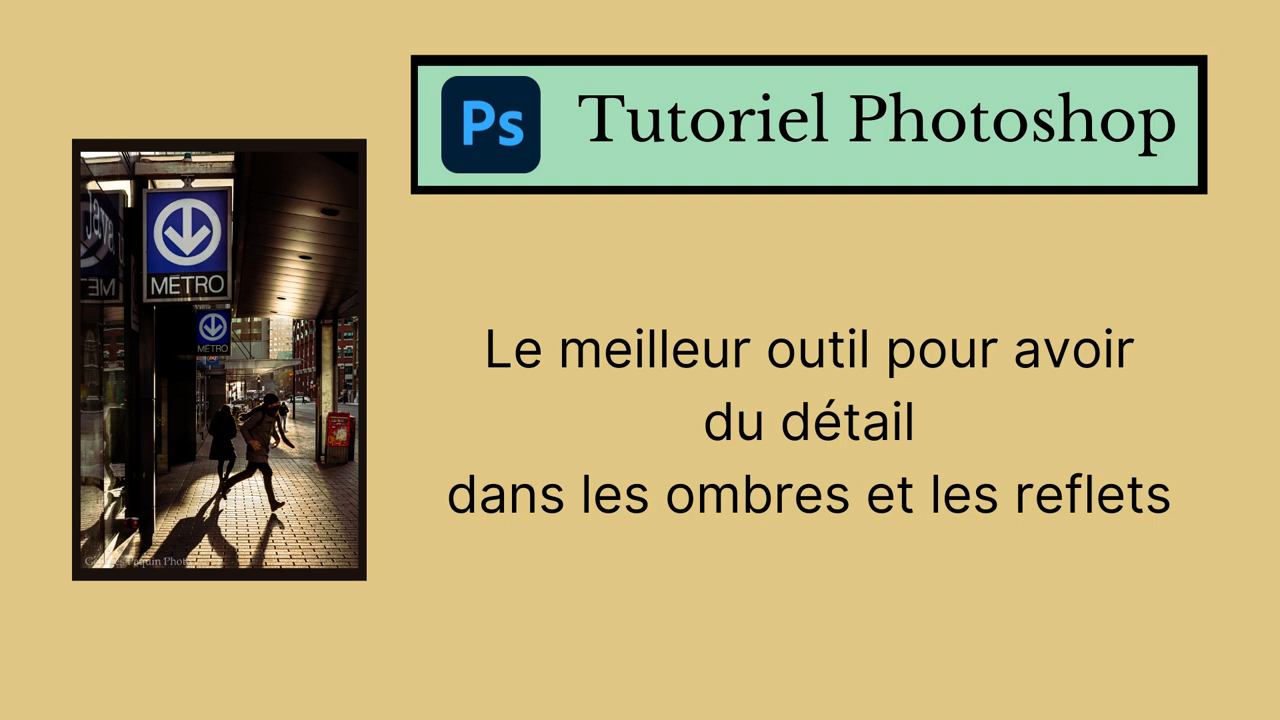 Ps Tutoriel Photoshop
MÉTRO
MÉTRO
Le meilleur outil pour avoir
du détail
dans les ombres et les reflets